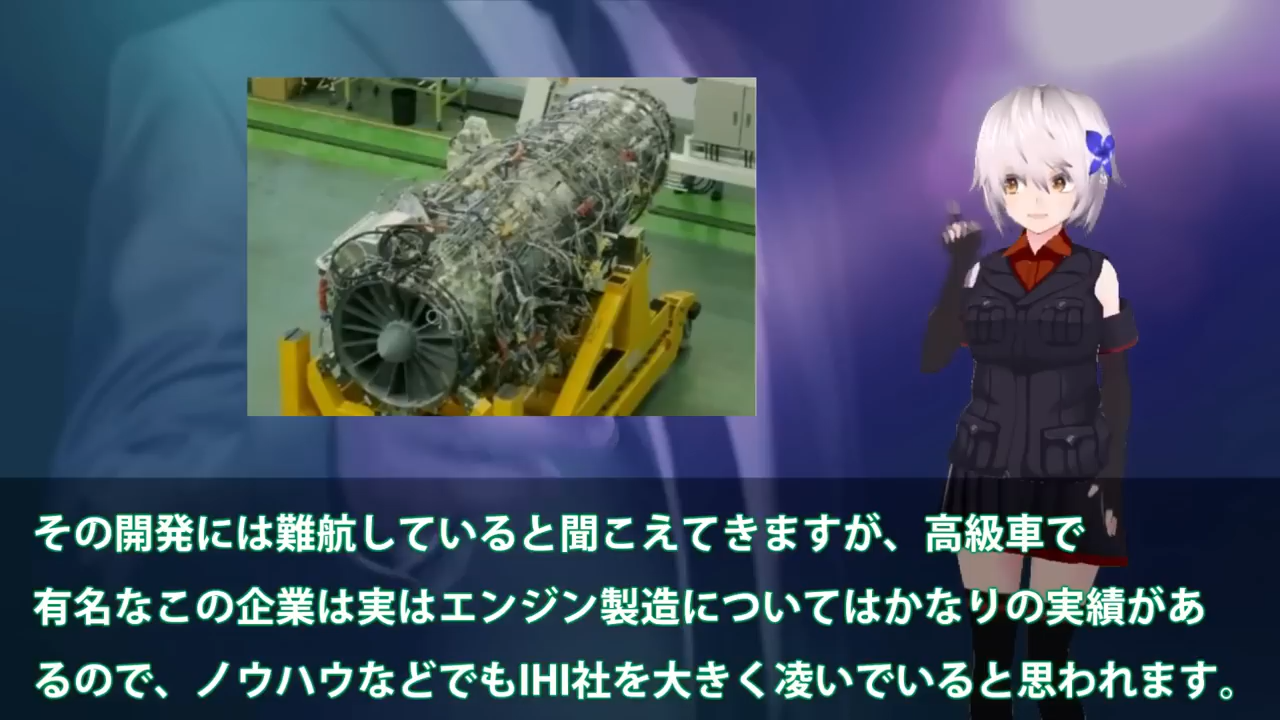 その開発には難航していると聞こえてきますが、高級車で
有名なこの企業は実はエンジン製造についてはかなりの実績があ
るので、ノウハウなどでもIHI社を大きく凌いでいると思われます。